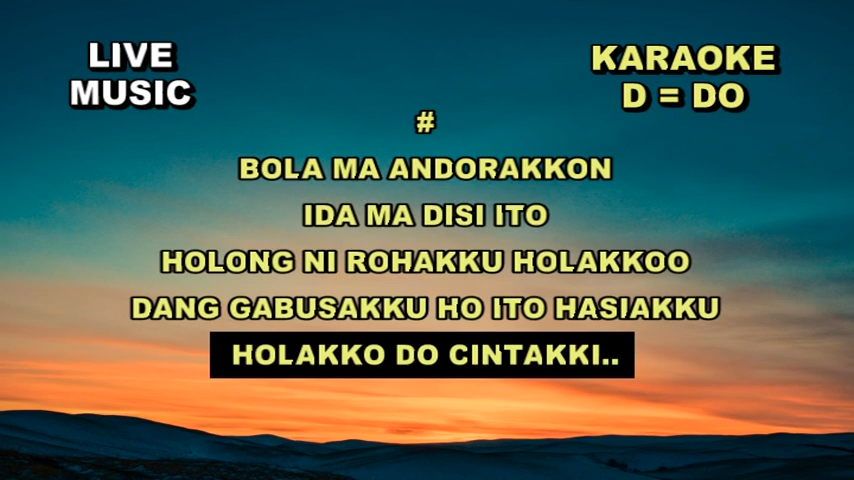 LIVE
MUSIC
KARAOKE
D = DO
#
BOLA MA ANDORAKKON
IDA MA DISI ITO
HOLONG NI ROHAKKU HOLAKKOO
DANG GABUSAKKU HO ITO HASIAKKU
HOLAKKO DO CINTAKKI..